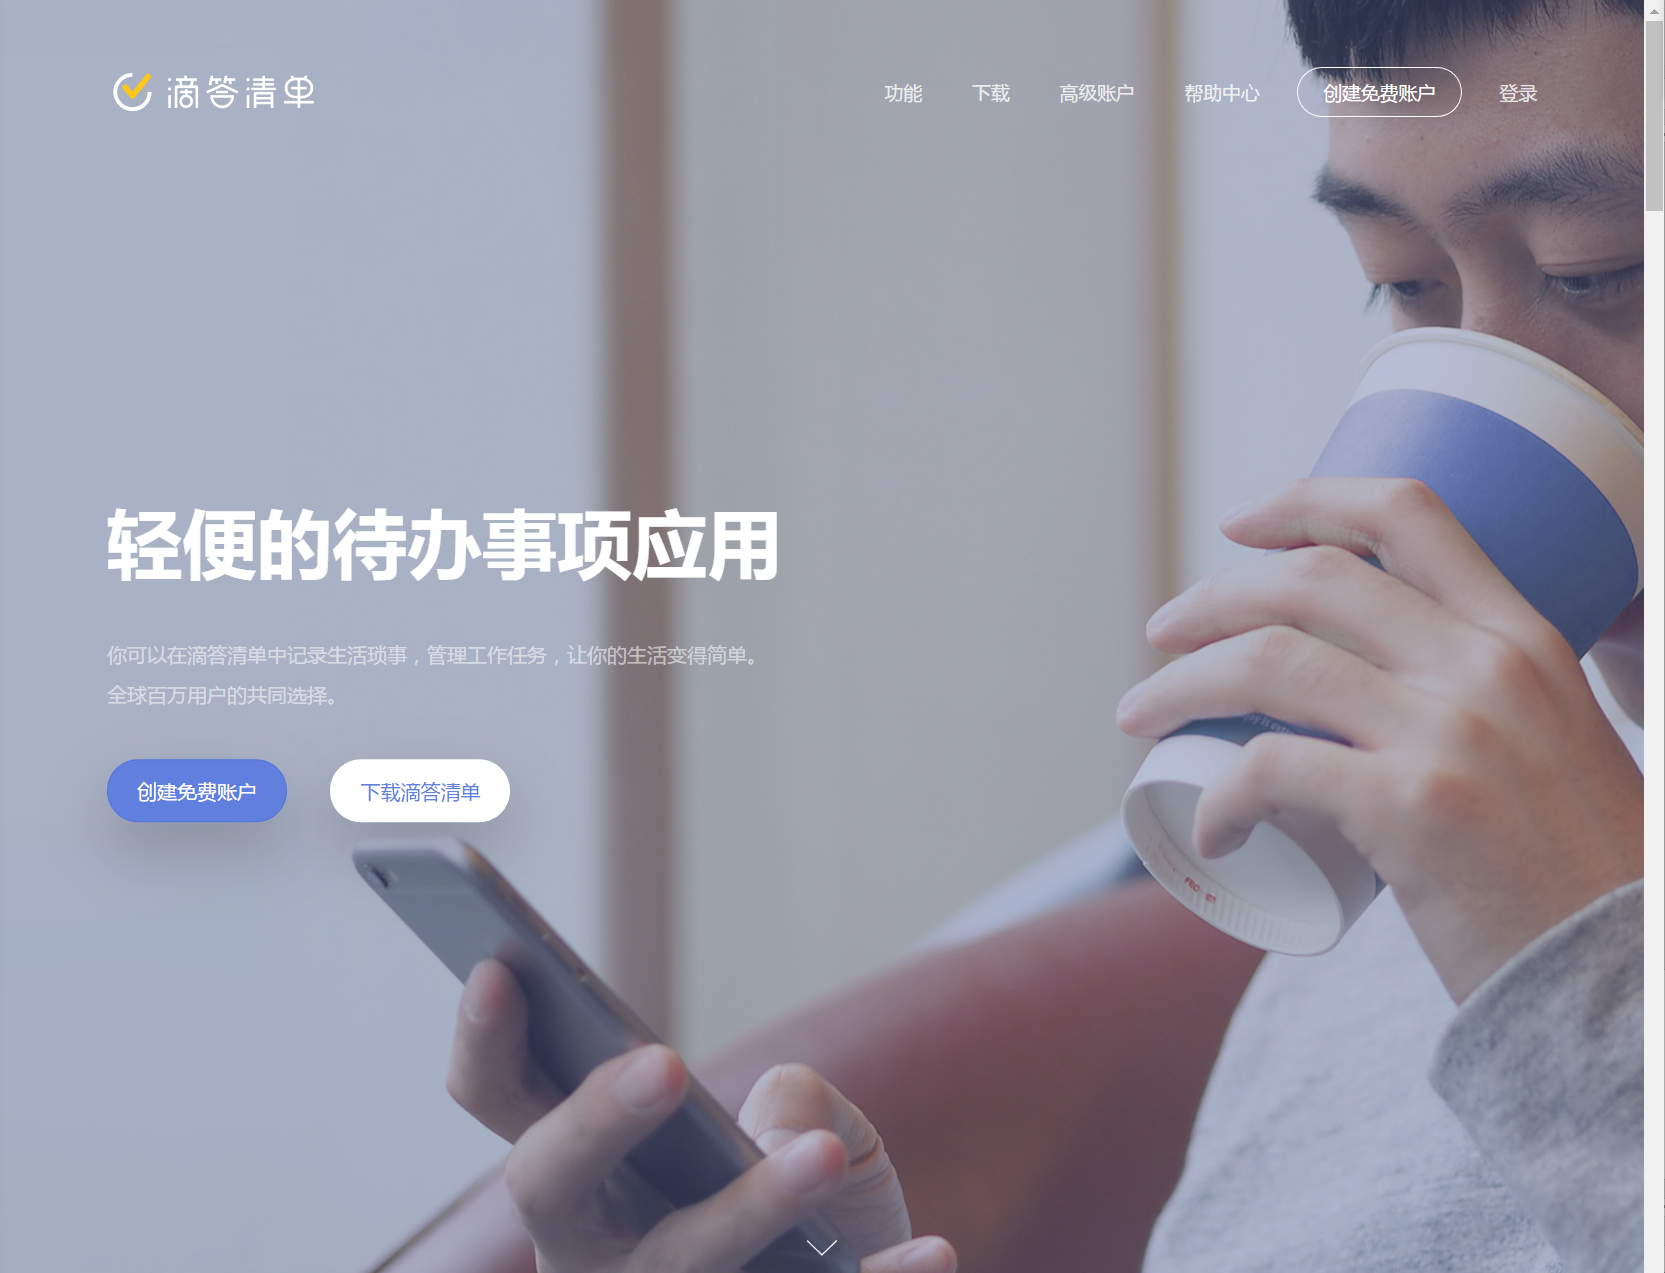 滴答清单
功能 下载 高级账户 帮助中心 创建免费账户 登录
轻便的待办事项应用
你可以在滴答清单中记录生活琐事，管理工作任务，让你的生活变得简单。
全球百万用户的共同选择。
创建免费账户 下载滴答清单